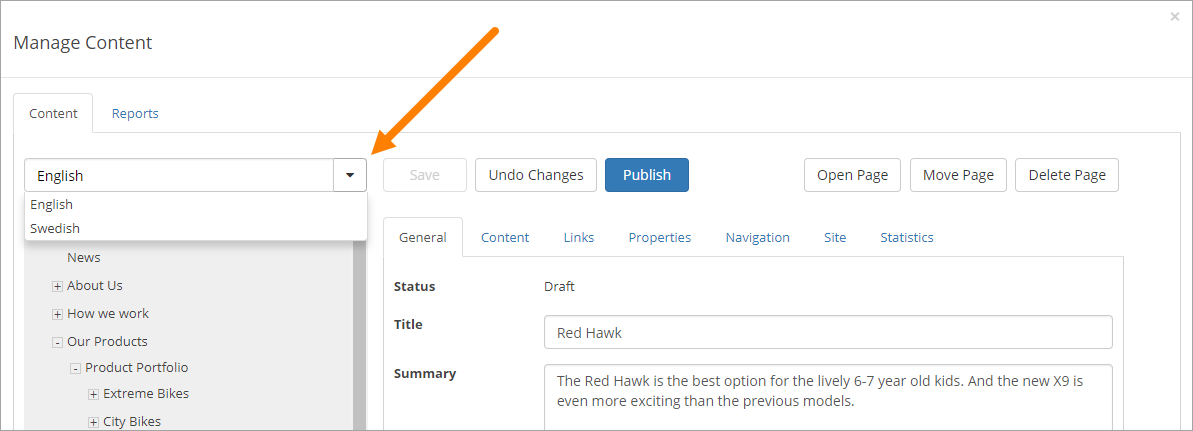 ×
Manage Content
Content Reports
English
Save Undo Changes Publish Open Page Move Page Delete Page
English
Swedish
News
About Us
How we work
Our Products
Product Portfolio
Extreme Bikes
City Bikes
General Content Links Properties Navigation Site Statistics
Status Draft
Title Red Hawk
Summary The Red Hawk is the best option for the lively 6-7 year old kids. And the new X9 is
even more exciting than the previous models.